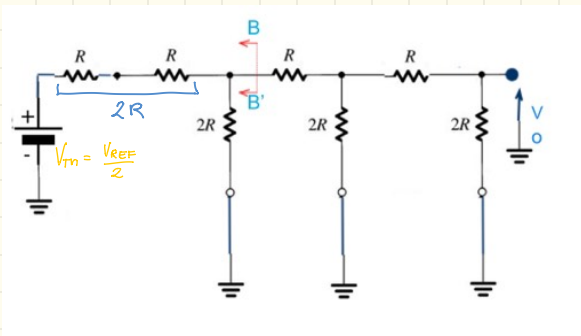 B
R R R R
2R
B'
+
2R 2R 2R
V
o
-
V_Th = V_REF/2